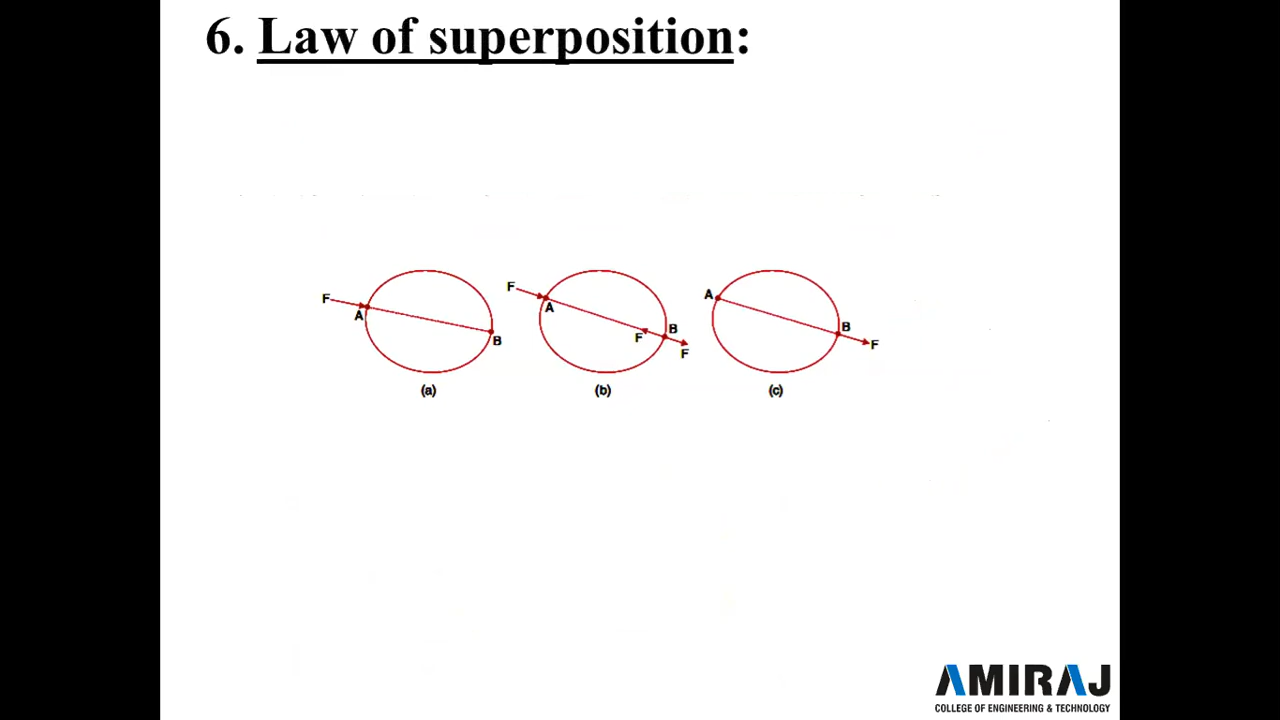 6. Law of superposition:
F
A
B
(a)
F
A
F
B
F
(b)
A
B
F
(c)
AMIRAJ
COLLEGE OF ENGINEERING & TECHNOLOGY